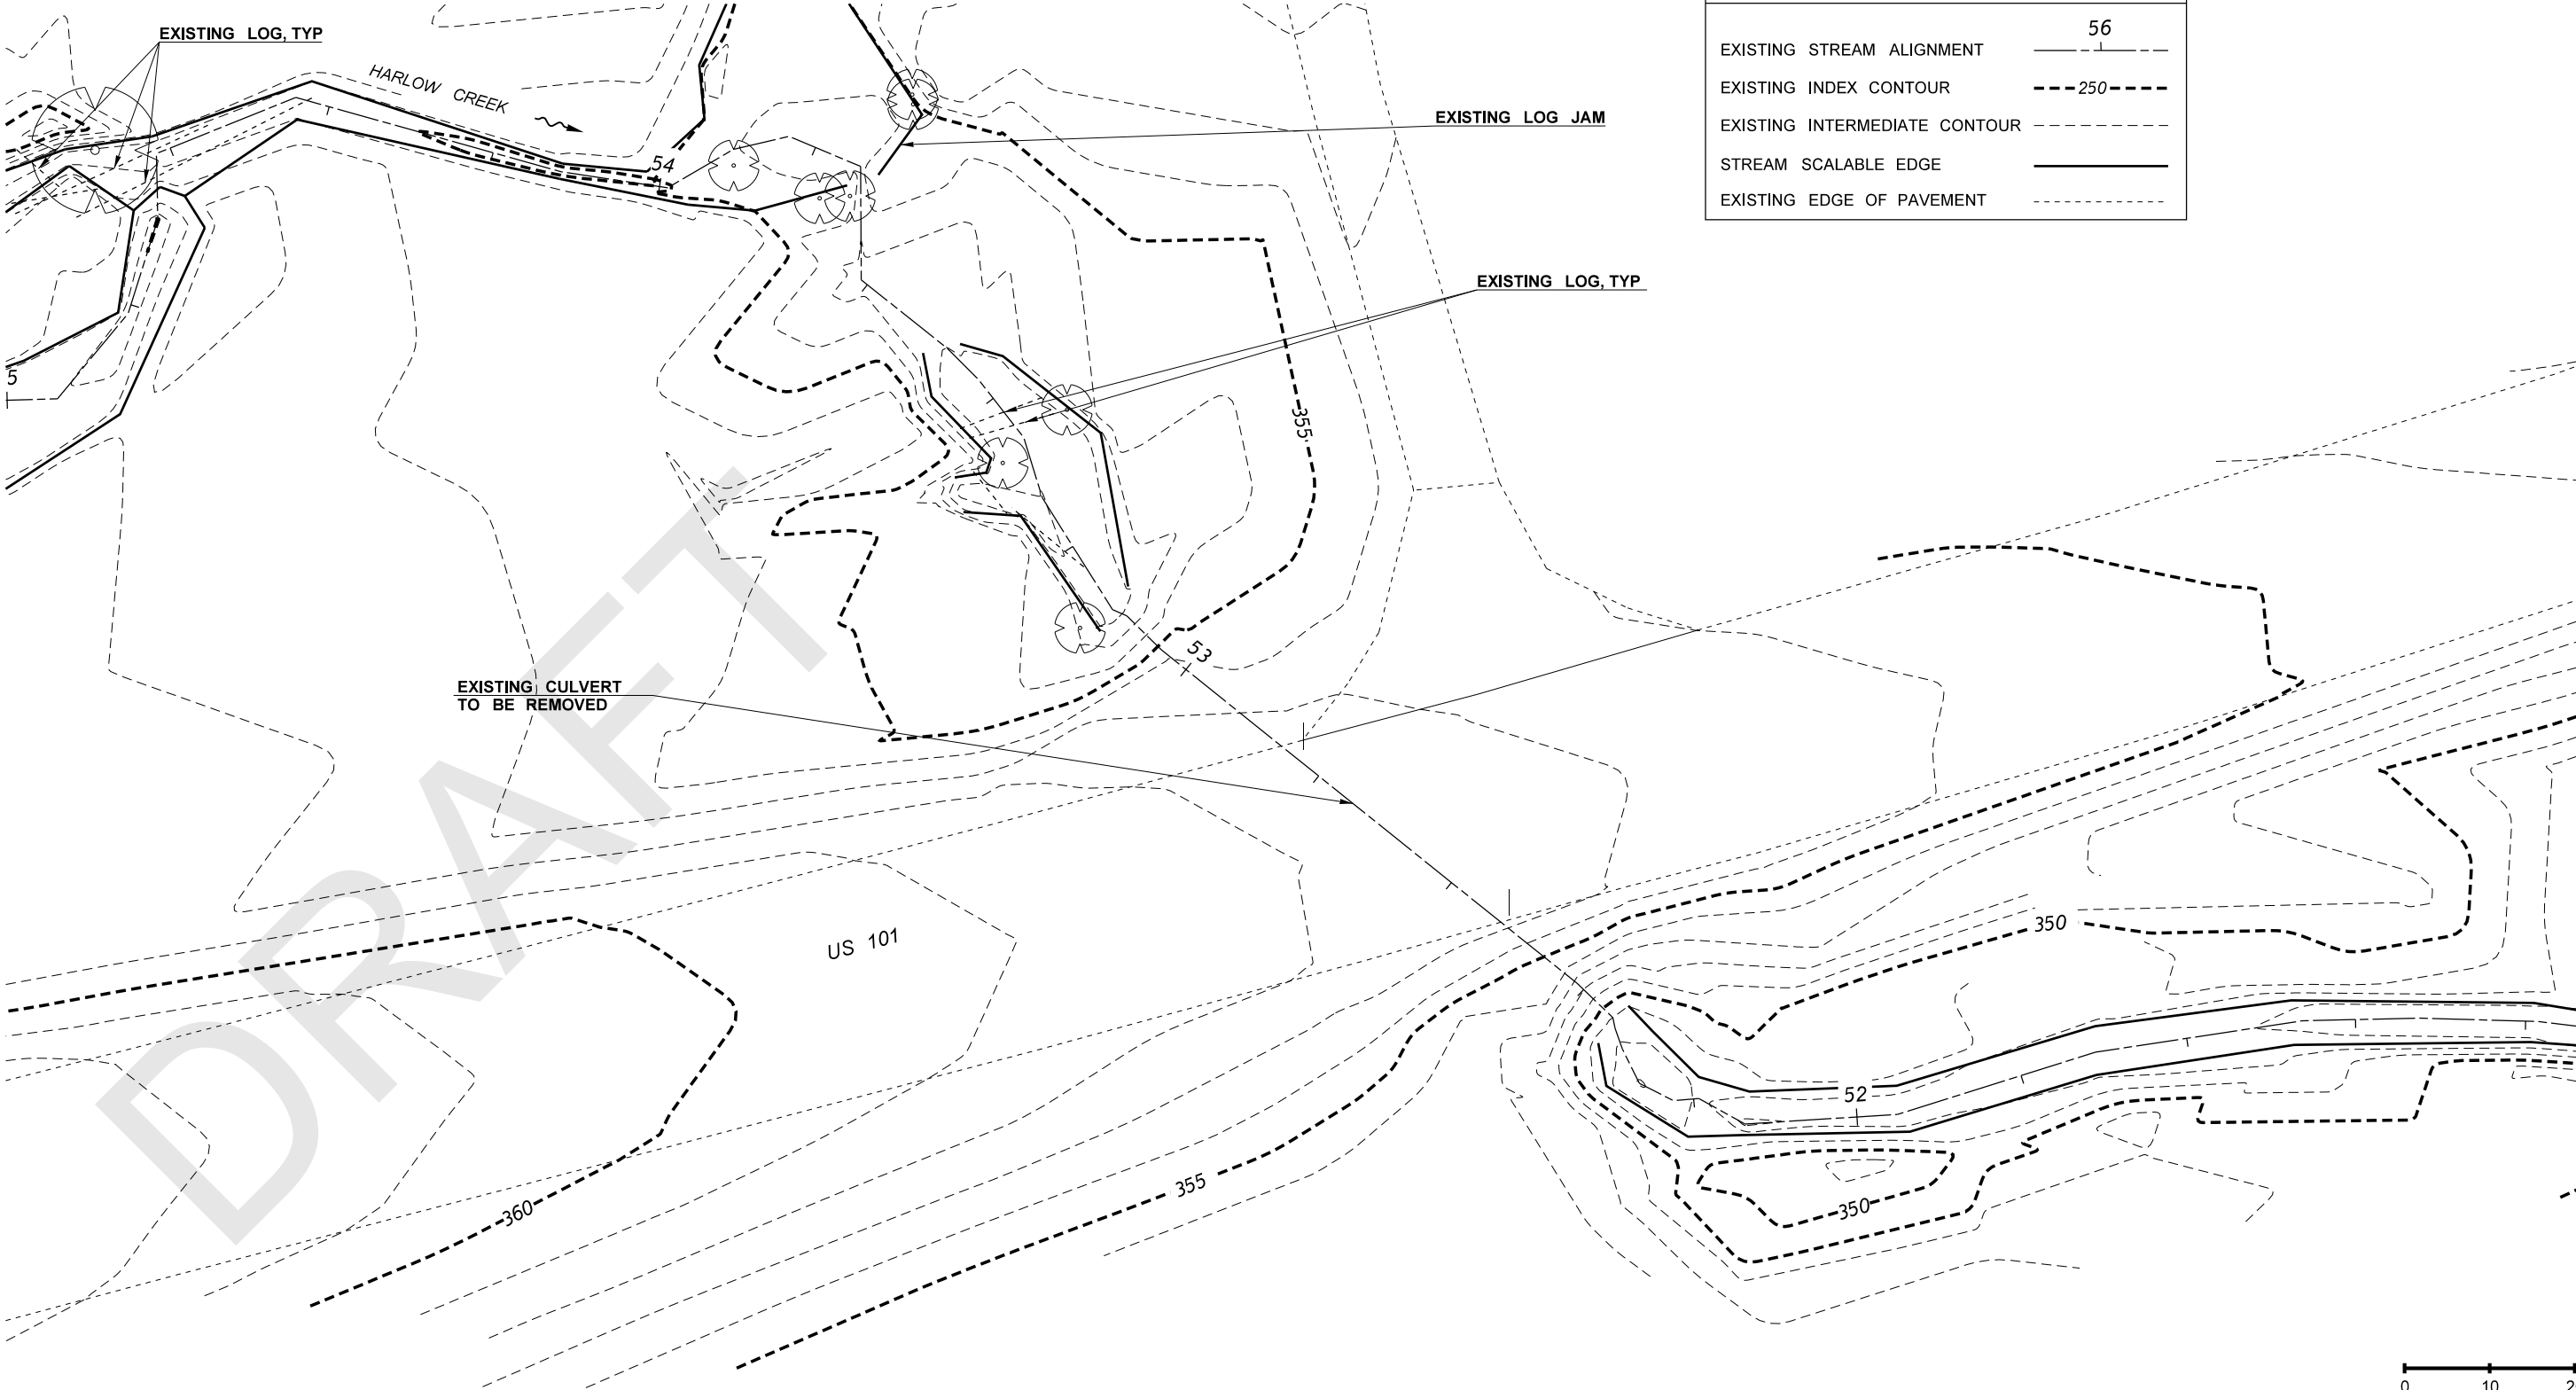 56
EXISTING STREAM ALIGNMENT
EXISTING INDEX CONTOUR 250
EXISTING INTERMEDIATE CONTOUR
STREAM SCALABLE EDGE
EXISTING EDGE OF PAVEMENT
EXISTING LOG, TYP
HARLOW CREEK
EXISTING LOG JAM
54
EXISTING LOG, TYP
5
355
53
EXISTING CULVERT
TO BE REMOVED
DRAFT
US 101
350
52
355
350
360
0 10